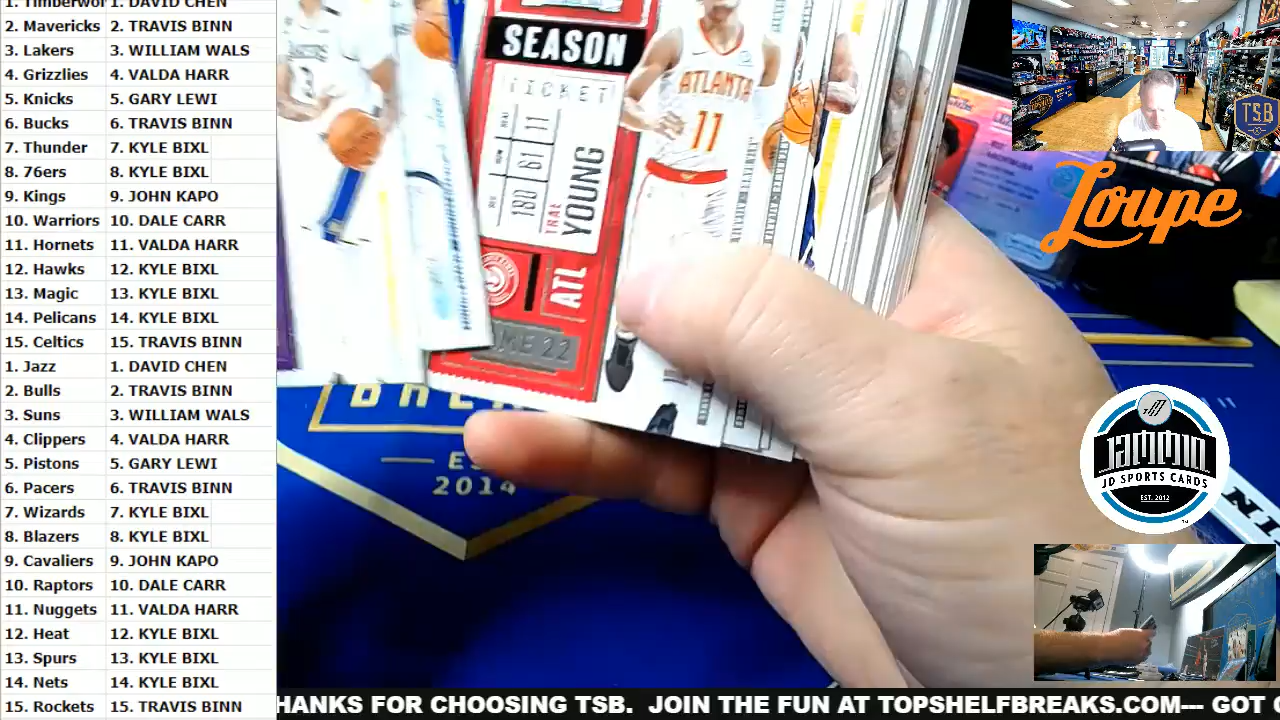 1. Timberwol 1. DAVID CHEN
2. Mavericks 2. TRAVIS BINN
3. Lakers 3. WILLIAM WALS
4. Grizzlies 4. VALDA HARR
5. Knicks 5. GARY LEWI
6. Bucks 6. TRAVIS BINN
7. Thunder 7. KYLE BIXL
8. 76ers 8. KYLE BIXL
9. Kings 9. JOHN KAPO
10. Warriors 10. DALE CARR
11. Hornets 11. VALDA HARR
12. Hawks 12. KYLE BIXL
13. Magic 13. KYLE BIXL
14. Pelicans 14. KYLE BIXL
15. Celtics 15. TRAVIS BINN
1. Jazz 1. DAVID CHEN
2. Bulls 2. TRAVIS BINN
3. Suns 3. WILLIAM WALS
4. Clippers 4. VALDA HARR
5. Pistons 5. GARY LEWI
6. Pacers 6. TRAVIS BINN
7. Wizards 7. KYLE BIXL
8. Blazers 8. KYLE BIXL
9. Cavaliers 9. JOHN KAPO
10. Raptors 10. DALE CARR
11. Nuggets 11. VALDA HARR
12. Heat 12. KYLE BIXL
13. Spurs 13. KYLE BIXL
14. Nets 14. KYLE BIXL
15. Rockets 15. TRAVIS BINN
SEASON
TICKET
180 61 11
TRAE
YOUNG
ATL
22
ATLANTA
11
3
2014
TSB
Loupe
JAMMIN
JD SPORTS CARDS
EST. 2012
HANKS FOR CHOOSING TSB. JOIN THE FUN AT TOPSHELFBREAKS.COM--- GOT